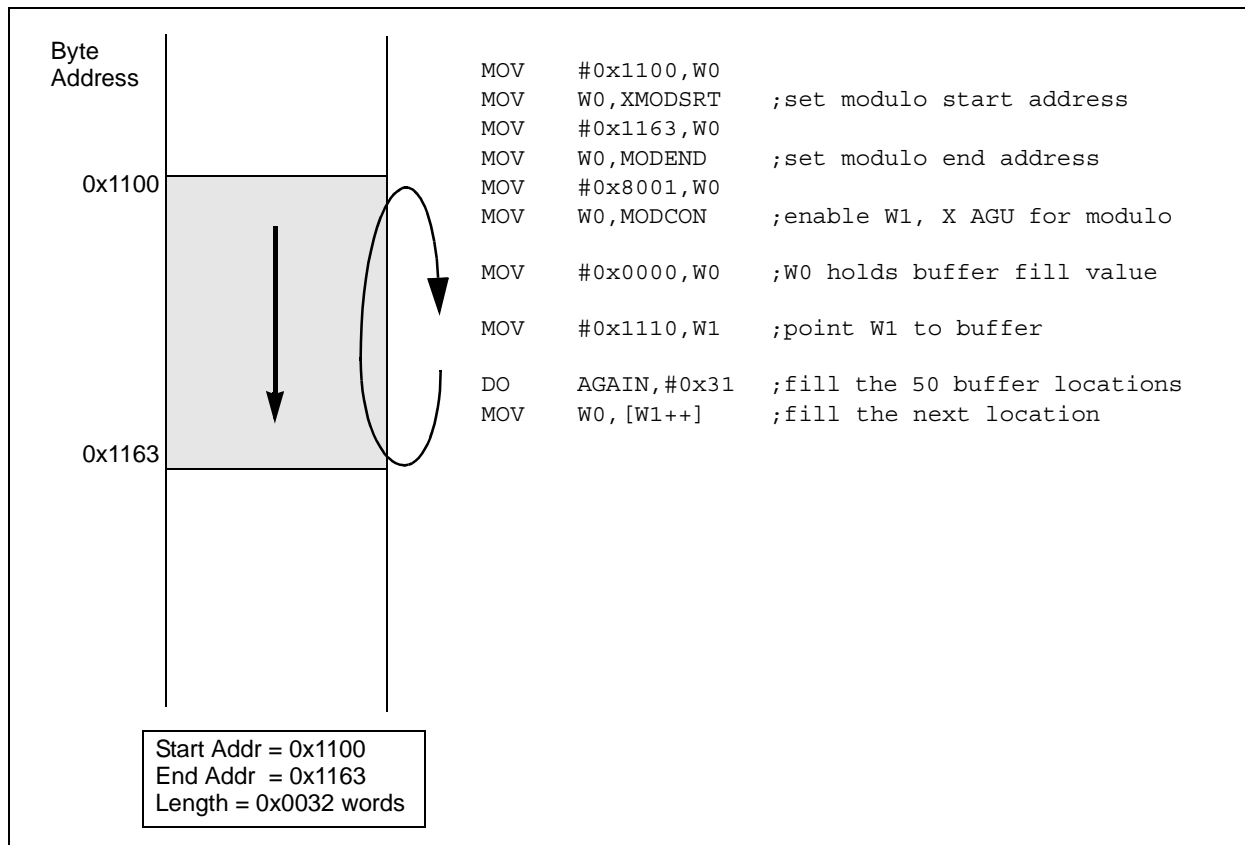 Byte
Address
0x1100
0x1163
MOV #0x1100,W0
MOV W0,XMODSRT ;set modulo start address
MOV #0x1163,W0
MOV W0,MODEND ;set modulo end address
MOV #0x8001,W0
MOV W0,MODCON ;enable W1, X AGU for modulo
MOV #0x0000,W0 ;W0 holds buffer fill value
MOV #0x1110,W1 ;point W1 to buffer
DO AGAIN,#0x31 ;fill the 50 buffer locations
MOV W0,[W1++] ;fill the next location
Start Addr = 0x1100
End Addr = 0x1163
Length = 0x0032 words